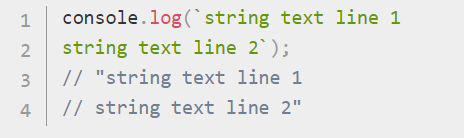 1 console.log(`string text line 1
2 string text line 2`);
3 // "string text line 1
4 // string text line 2"